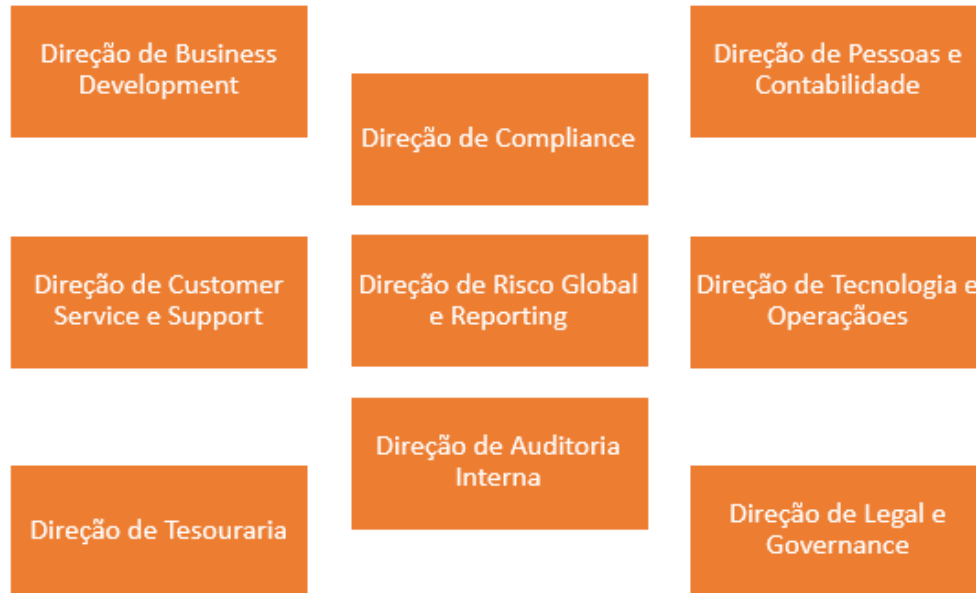 Direção de Business
Development
Direção de Compliance
Direção de Pessoas e
Contabilidade
Direção de Customer
Service e Support
Direção de Risco Global
e Reporting
Direção de Tecnologia e
Operaçãoes
Direção de Tesouraria
Direção de Auditoria
Interna
Direção de Legal e
Governance